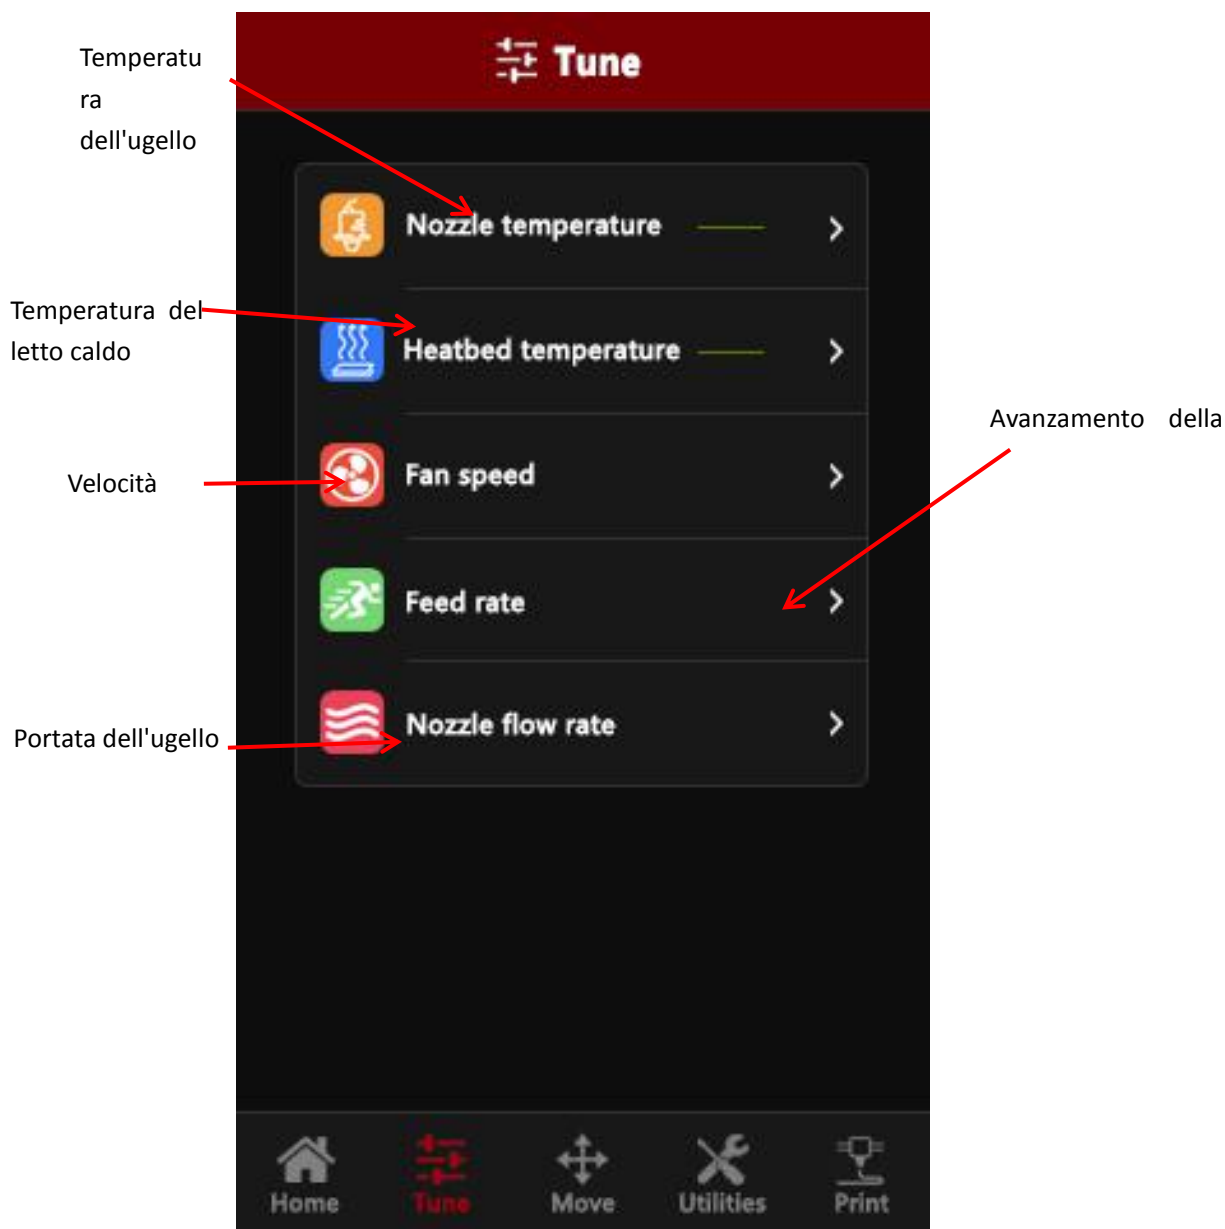 Temperatu
ra
dell'ugello
Tune
Nozzle temperature
Temperatura del
letto caldo
Heatbed temperature
Avanzamento della
Velocità
Fan speed
Feed rate
Portata dell'ugello
Nozzle flow rate
Home
Tune
Move
Utilities
Print